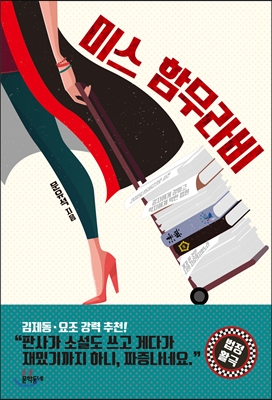 미스 함무라비
문유석 지음
김제동·요조 강력 추천!
“판사가 소설도 쓰고 게다가
재밌기까지 하니, 짜증나네요.”
법정
활극
문학동네